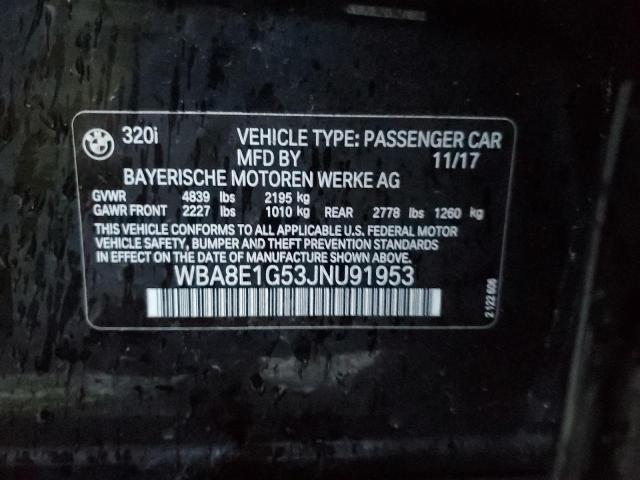 320i VEHICLE TYPE: PASSENGER CAR
MFD BY 11/17
BAYERISCHE MOTOREN WERKE AG
GVWR 4839 lbs 2195 kg
GAWR FRONT 2227 lbs 1010 kg REAR 2778 lbs 1260 kg
THIS VEHICLE CONFORMS TO ALL APPLICABLE U.S. FEDERAL MOTOR
VEHICLE SAFETY, BUMPER AND THEFT PREVENTION STANDARDS
IN EFFECT ON THE DATE OF MANUFACTURE SHOWN ABOVE.
WBA8E1G53JNU91953
2 122 606